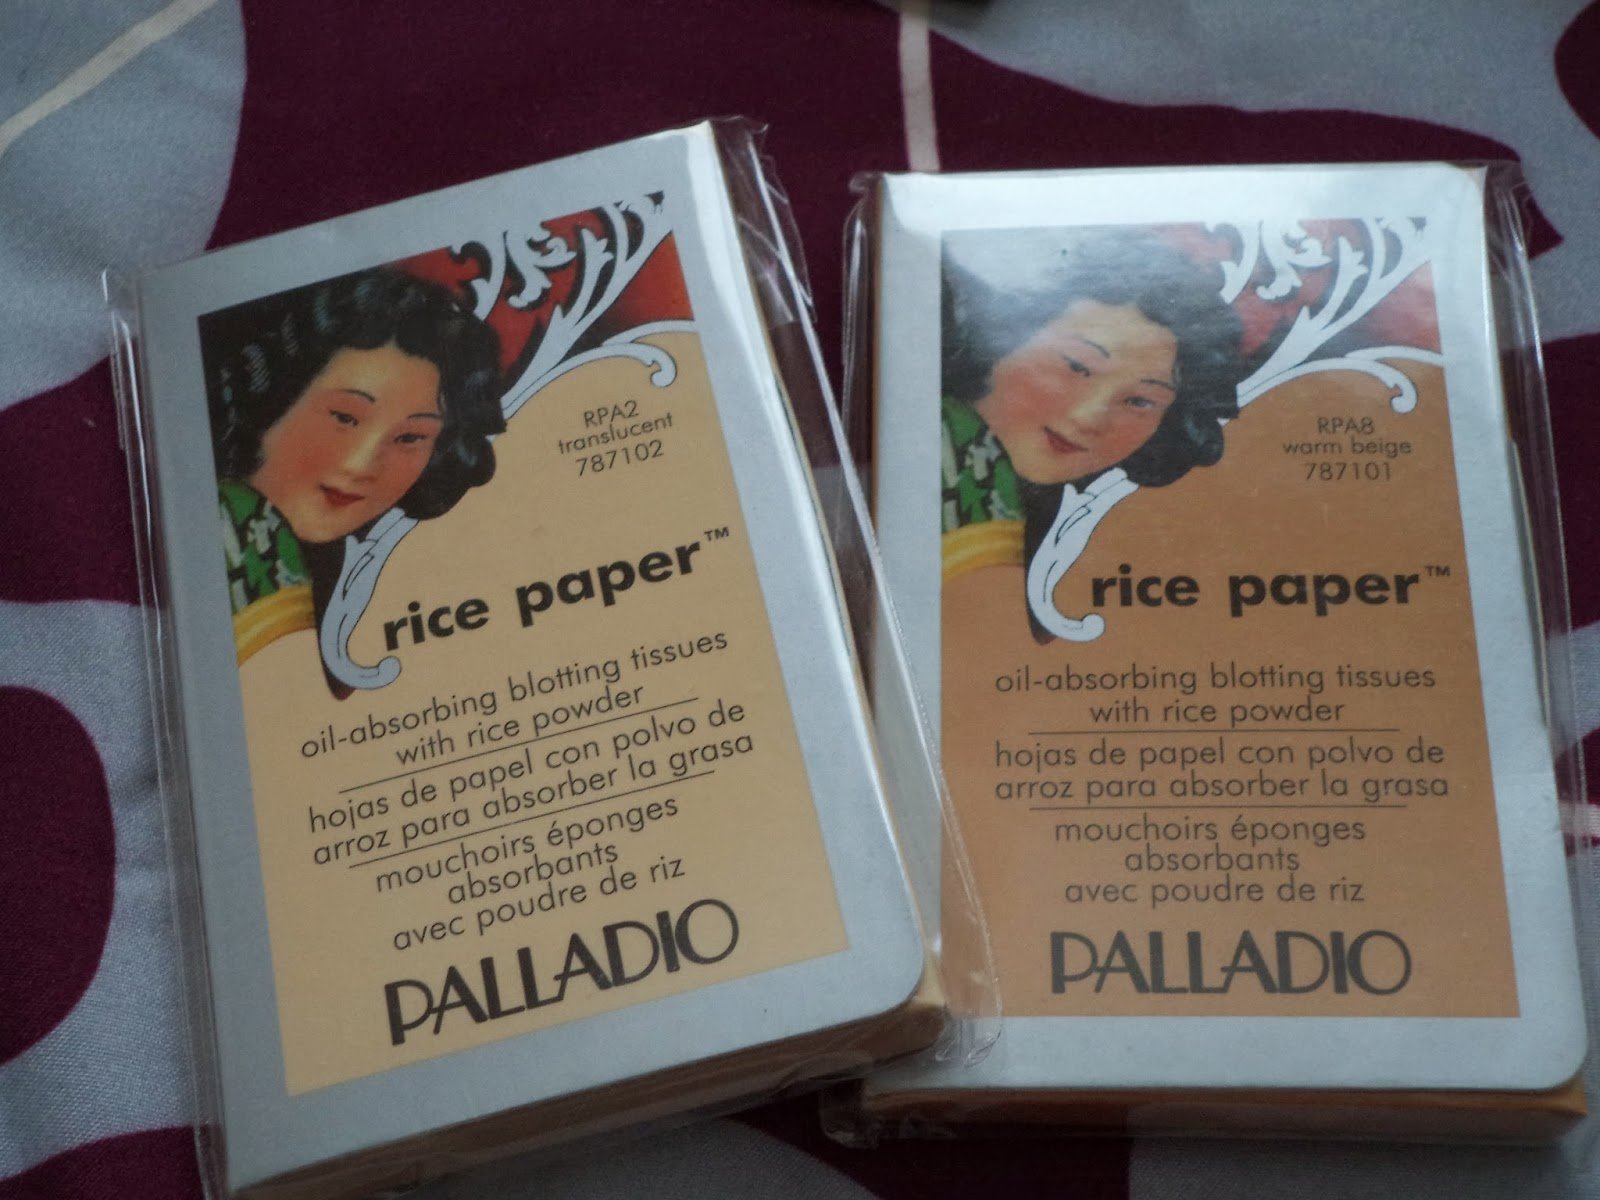 RPA2
translucent
787102
rice paper™
oil-absorbing blotting tissues
with rice powder
hojas de papel con polvo de
arroz para absorber la grasa
mouchoirs éponges
absorbants
avec poudre de riz
PALLADIO
RPA8
warm beige
787101
rice paper™
oil-absorbing blotting tissues
with rice powder
hojas de papel con polvo de
arroz para absorber la grasa
mouchoirs éponges
absorbants
avec poudre de riz
PALLADIO